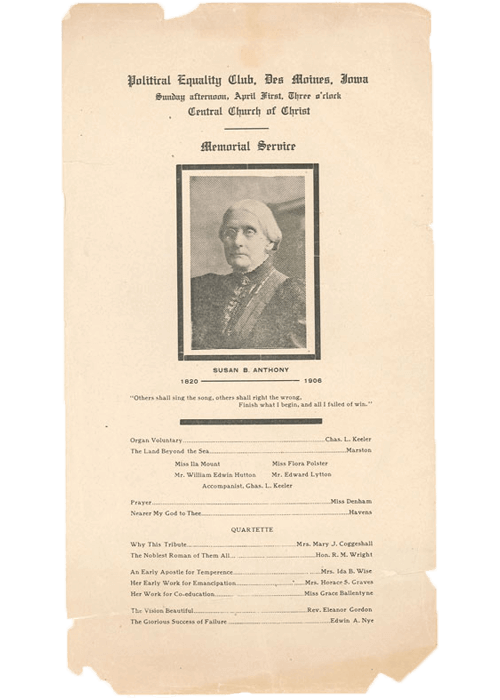 Political Equality Club, Des Moines, Iowa
Sunday afternoon, April First, Three o'clock
Central Church of Christ
Memorial Service
SUSAN B. ANTHONY
1820 1906
"Others shall sing the song, others shall right the wrong,
Finish what I begin, and all I failed of win."
Organ Voluntary Chas. L. Keeler
The Land Beyond the Sea Marston
Miss Ila Mount Miss Flora Polster
Mr. William Edwin Hutton Mr. Edward Lytton
Accompanist, Chas. L. Keeler
Prayer Miss Denham
Nearer My God to Thee Havens
QUARTETTE
Why This Tribute Mrs. Mary J. Coggeshall
The Noblest Roman of Them All Hon. R. M. Wright
An Early Apostle for Temperence Mrs. Ida B. Wise
Her Early Work for Emancipation Mrs. Horace S. Graves
Her Work for Co-education Miss Grace Ballentyne
The Vision Beautiful Rev. Eleanor Gordon
The Glorious Success of Failure Edwin A. Nye